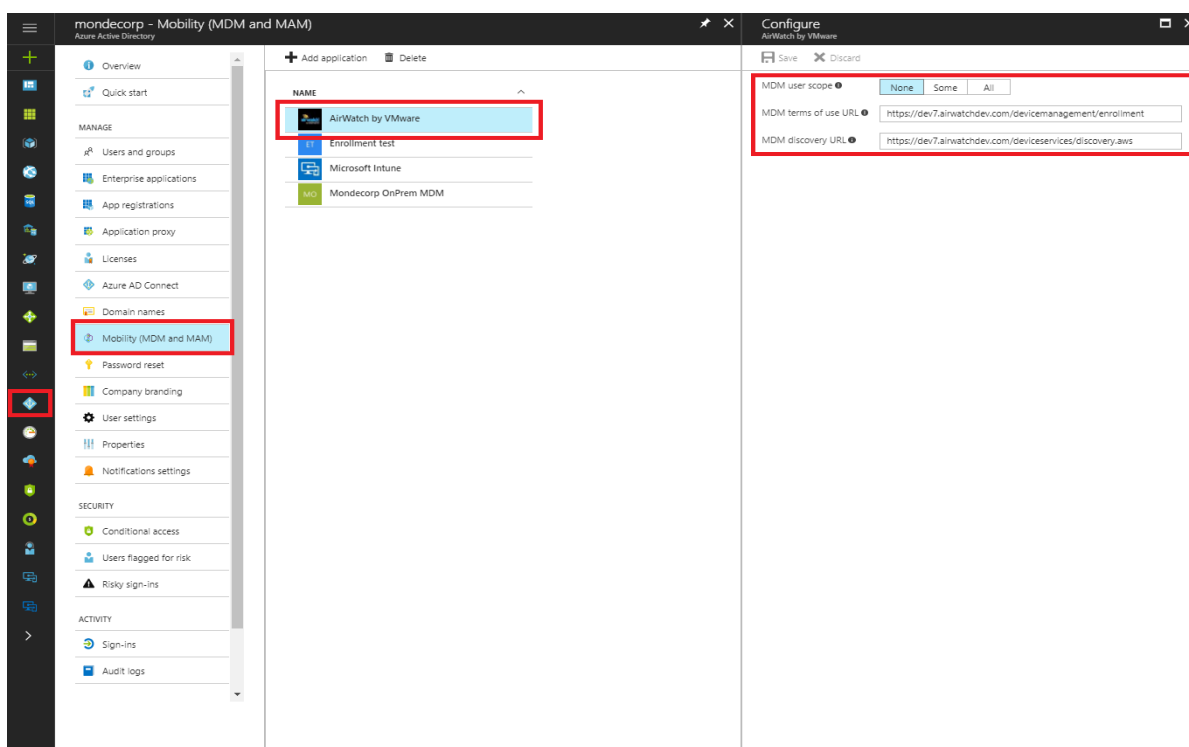 mondecorp - Mobility (MDM and MAM)
Azure Active Directory
Overview
Quick start
MANAGE
Users and groups
Enterprise applications
App registrations
Application proxy
Licenses
Azure AD Connect
Domain names
Mobility (MDM and MAM)
Password reset
Company branding
User settings
Properties
Notifications settings
SECURITY
Conditional access
Users flagged for risk
Risky sign-ins
ACTIVITY
Sign-ins
Audit logs
Add application Delete
NAME
AirWatch by VMware
ET Enrollment test
Microsoft Intune
MO Mondecorp OnPrem MDM
Configure
AirWatch by VMware
Save Discard
MDM user scope None Some All
MDM terms of use URL https://dev7.airwatchdev.com/devicemanagement/enrollment
MDM discovery URL https://dev7.airwatchdev.com/deviceservices/discovery.aws